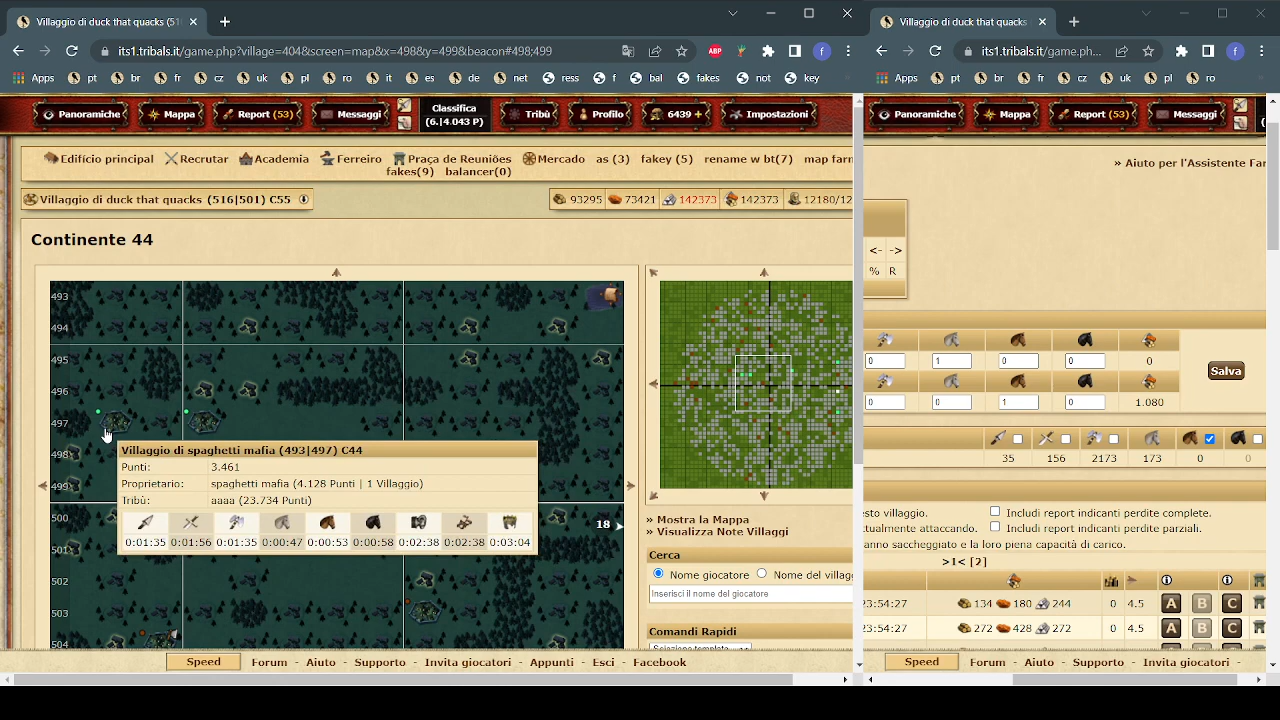 Villaggio di duck that quacks (51
Villaggio di duck that quacks
its1.tribals.it/game.php?village=404&screen=map&x=498&y=499&beacon#498;499
ABP
f
its1.tribals.it/game.ph...
f
Apps pt br fr cz uk pl ro it es de net ress f bal fakes not key
Apps pt br fr cz uk pl ro
Panoramiche Mappa Report (53) Messaggi Classifica (6.|4.043 P) Tribù Profilo 6439 + Impostazioni
Panoramiche Mappa Report (53) Messaggi
Edifício principal Recrutar Academia Ferreiro Praça de Reuniões Mercado as (3) fakey (5) rename w bt(7) map farn
fakes(9) balancer(0)
» Aiuto per l'Assistente Far
Villaggio di duck that quacks (516|501) C55
93295 73421 142373 142373 12180/12
Continente 44
<- ->
% R
493
494
495
496
497
498
499
500
501
502
503
504
18
Villaggio di spaghetti mafia (493|497) C44
Punti: 3.461
Proprietario: spaghetti mafia (4.128 Punti | 1 Villaggio)
Tribù: aaaa (23.734 Punti)
0:01:35 0:01:56 0:01:35 0:00:47 0:00:53 0:00:58 0:02:38 0:02:38 0:03:04
» Mostra la Mappa
» Visualizza Note Villaggi
Cerca
Nome giocatore Nome del villagg
Inserisci il nome del giocatore
Comandi Rapidi
0 1 0 0 0
Salva
0 0 1 0 1.080
35 156 2173 173 0 0
esto villaggio. Includi report indicanti perdite complete.
ctualmente attaccando. Includi report indicanti perdite parziali.
anno saccheggiato e la loro piena capacità di carico.
>1< [2]
23:54:27 134 180 244 0 4.5 A B C
23:54:27 272 428 272 0 4.5 A B C
Speed Forum - Aiuto - Supporto - Invita giocatori - Appunti - Esci - Facebook
Speed Forum - Aiuto - Supporto - Invita giocatori -